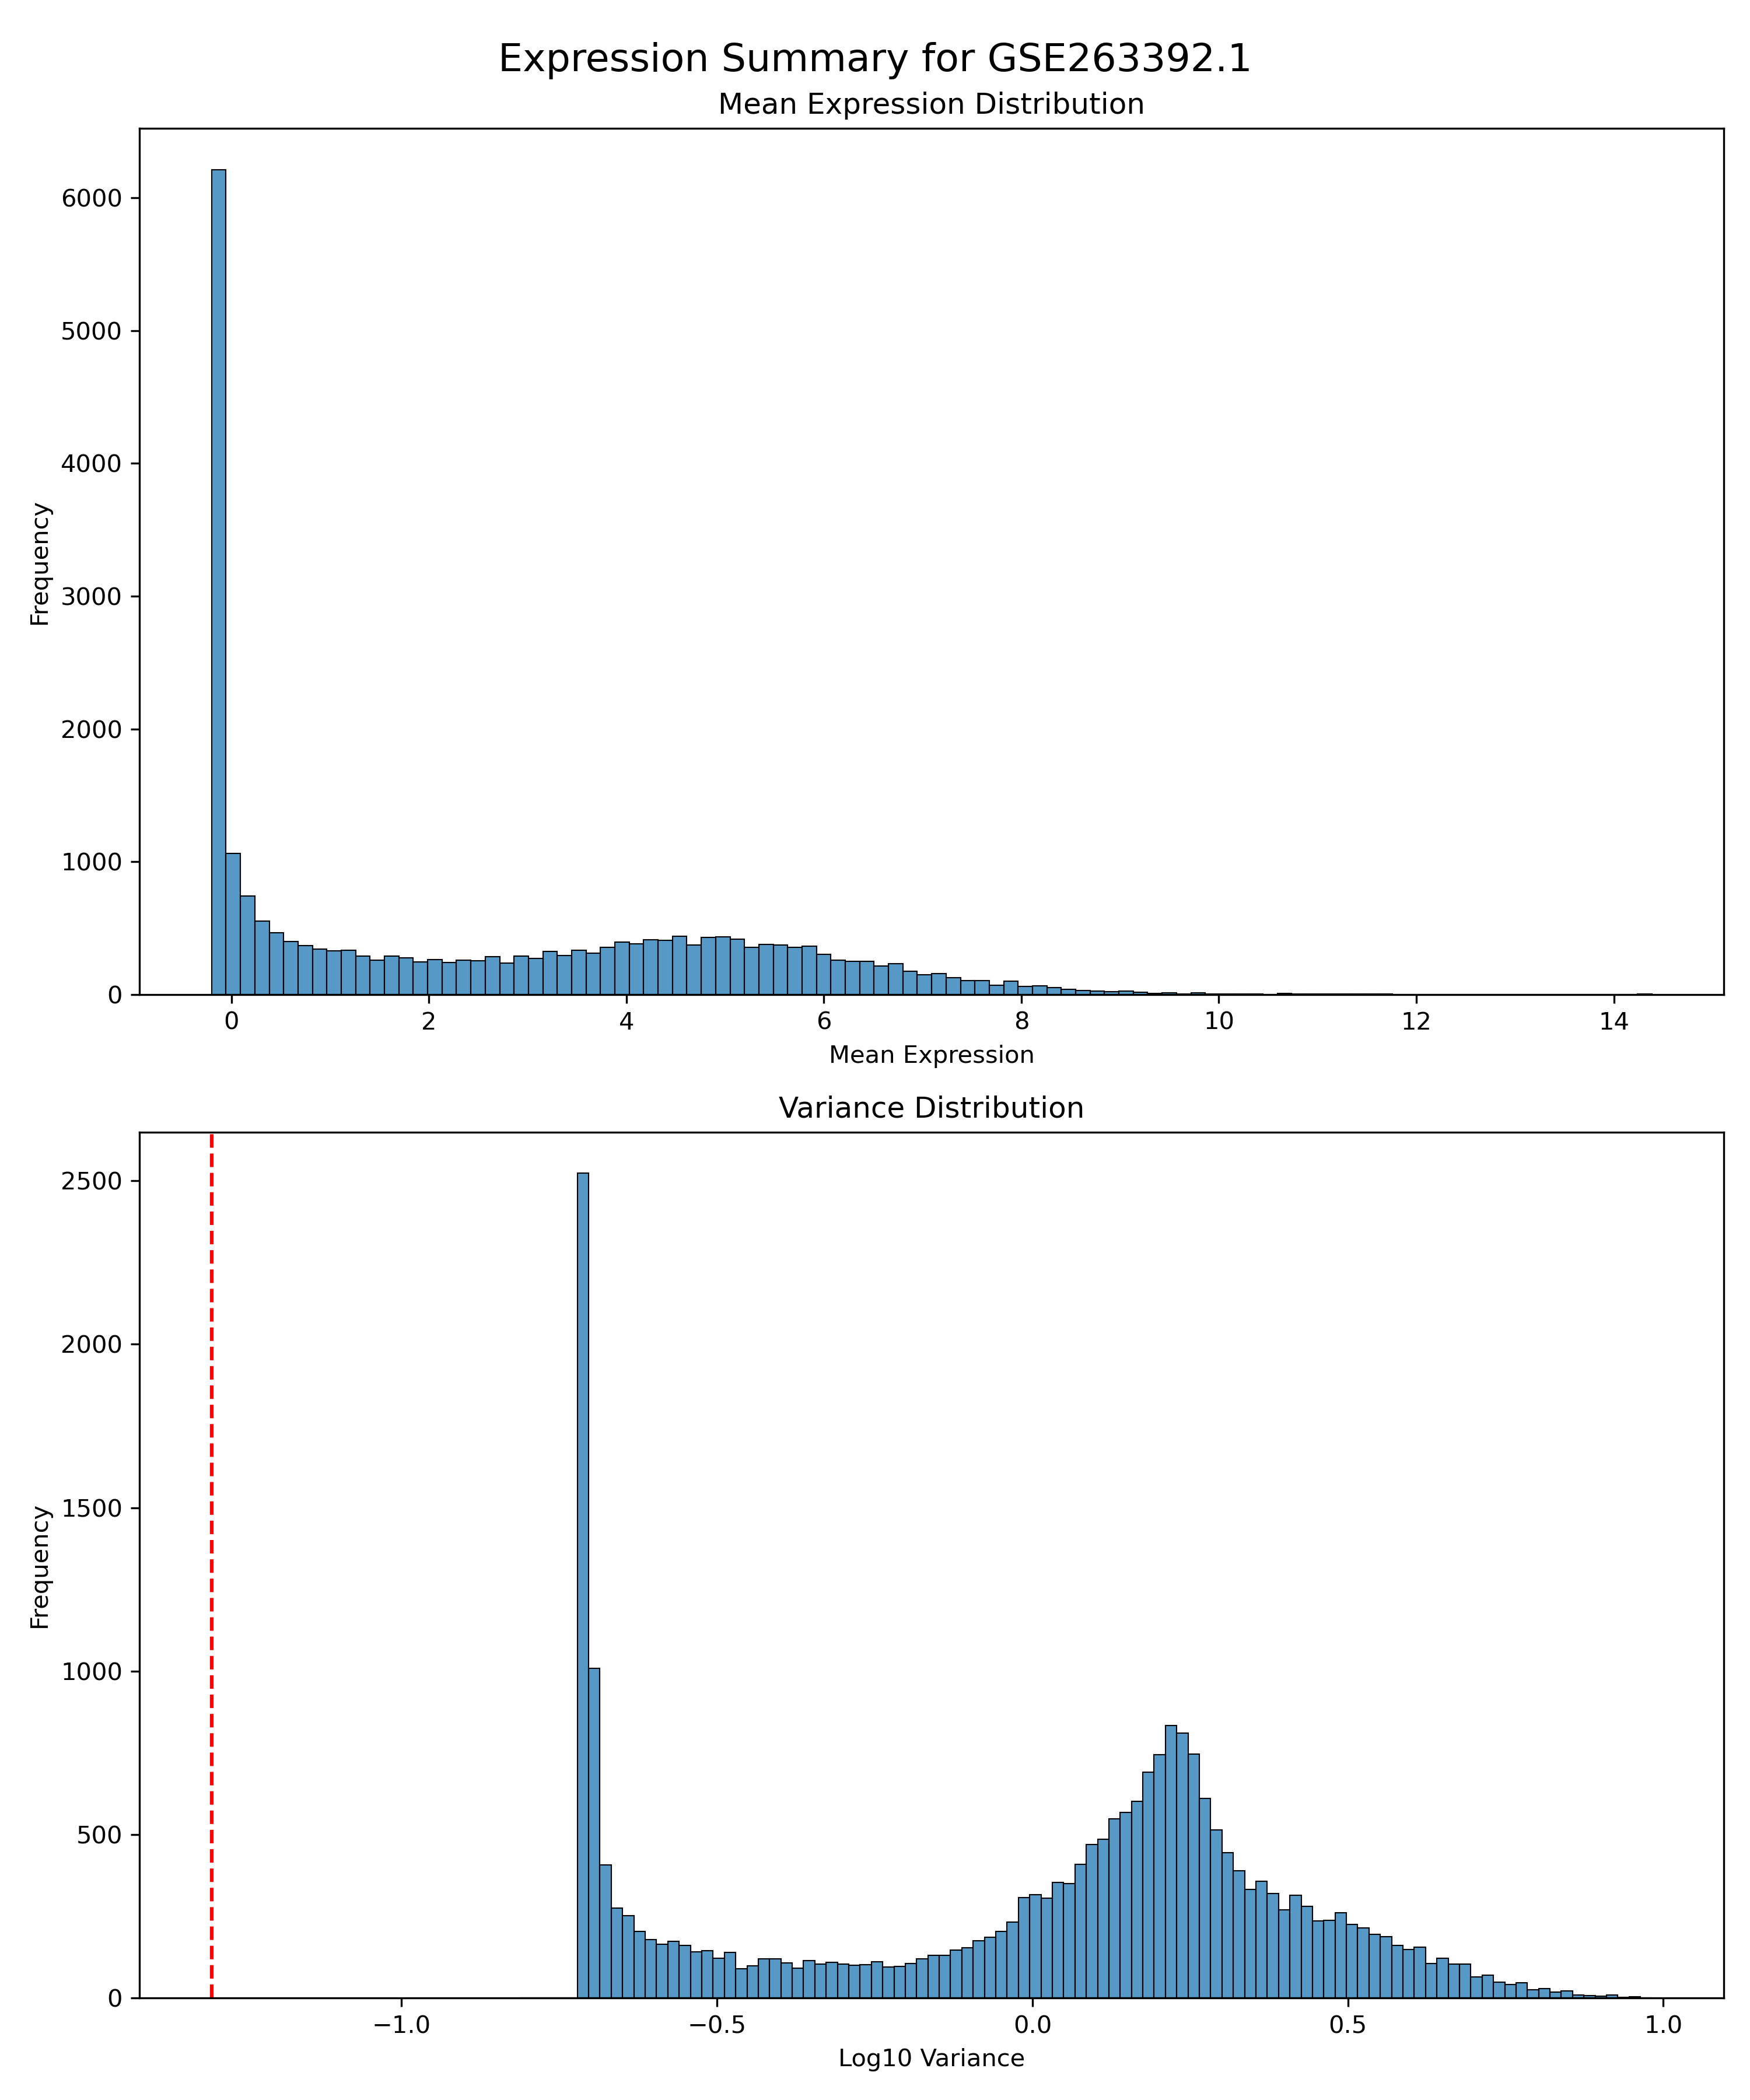 Expression Summary for GSE263392.1
Mean Expression Distribution
6000
5000
4000
3000
2000
1000
0
Frequency
0 2 4 6 8 10 12 14
Mean Expression
Variance Distribution
2500
2000
1500
1000
500
0
Frequency
−1.0 −0.5 0.0 0.5 1.0
Log10 Variance